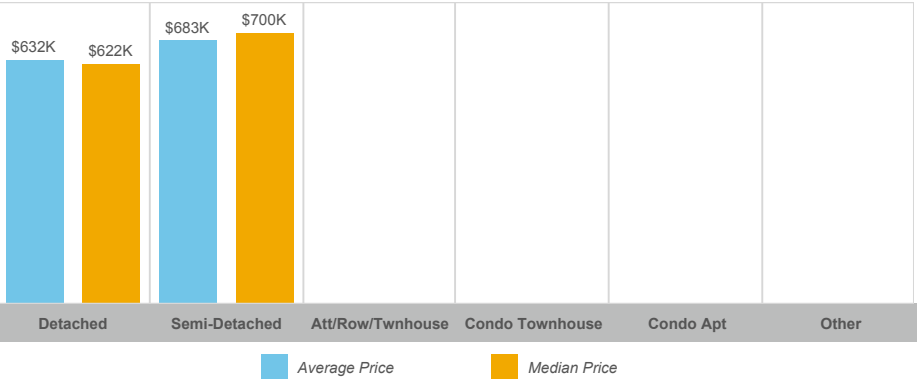 $632K
$622K
$683K
$700K
Detached
Semi-Detached
Att/Row/Twnhouse
Condo Townhouse
Condo Apt
Other
Average Price
Median Price